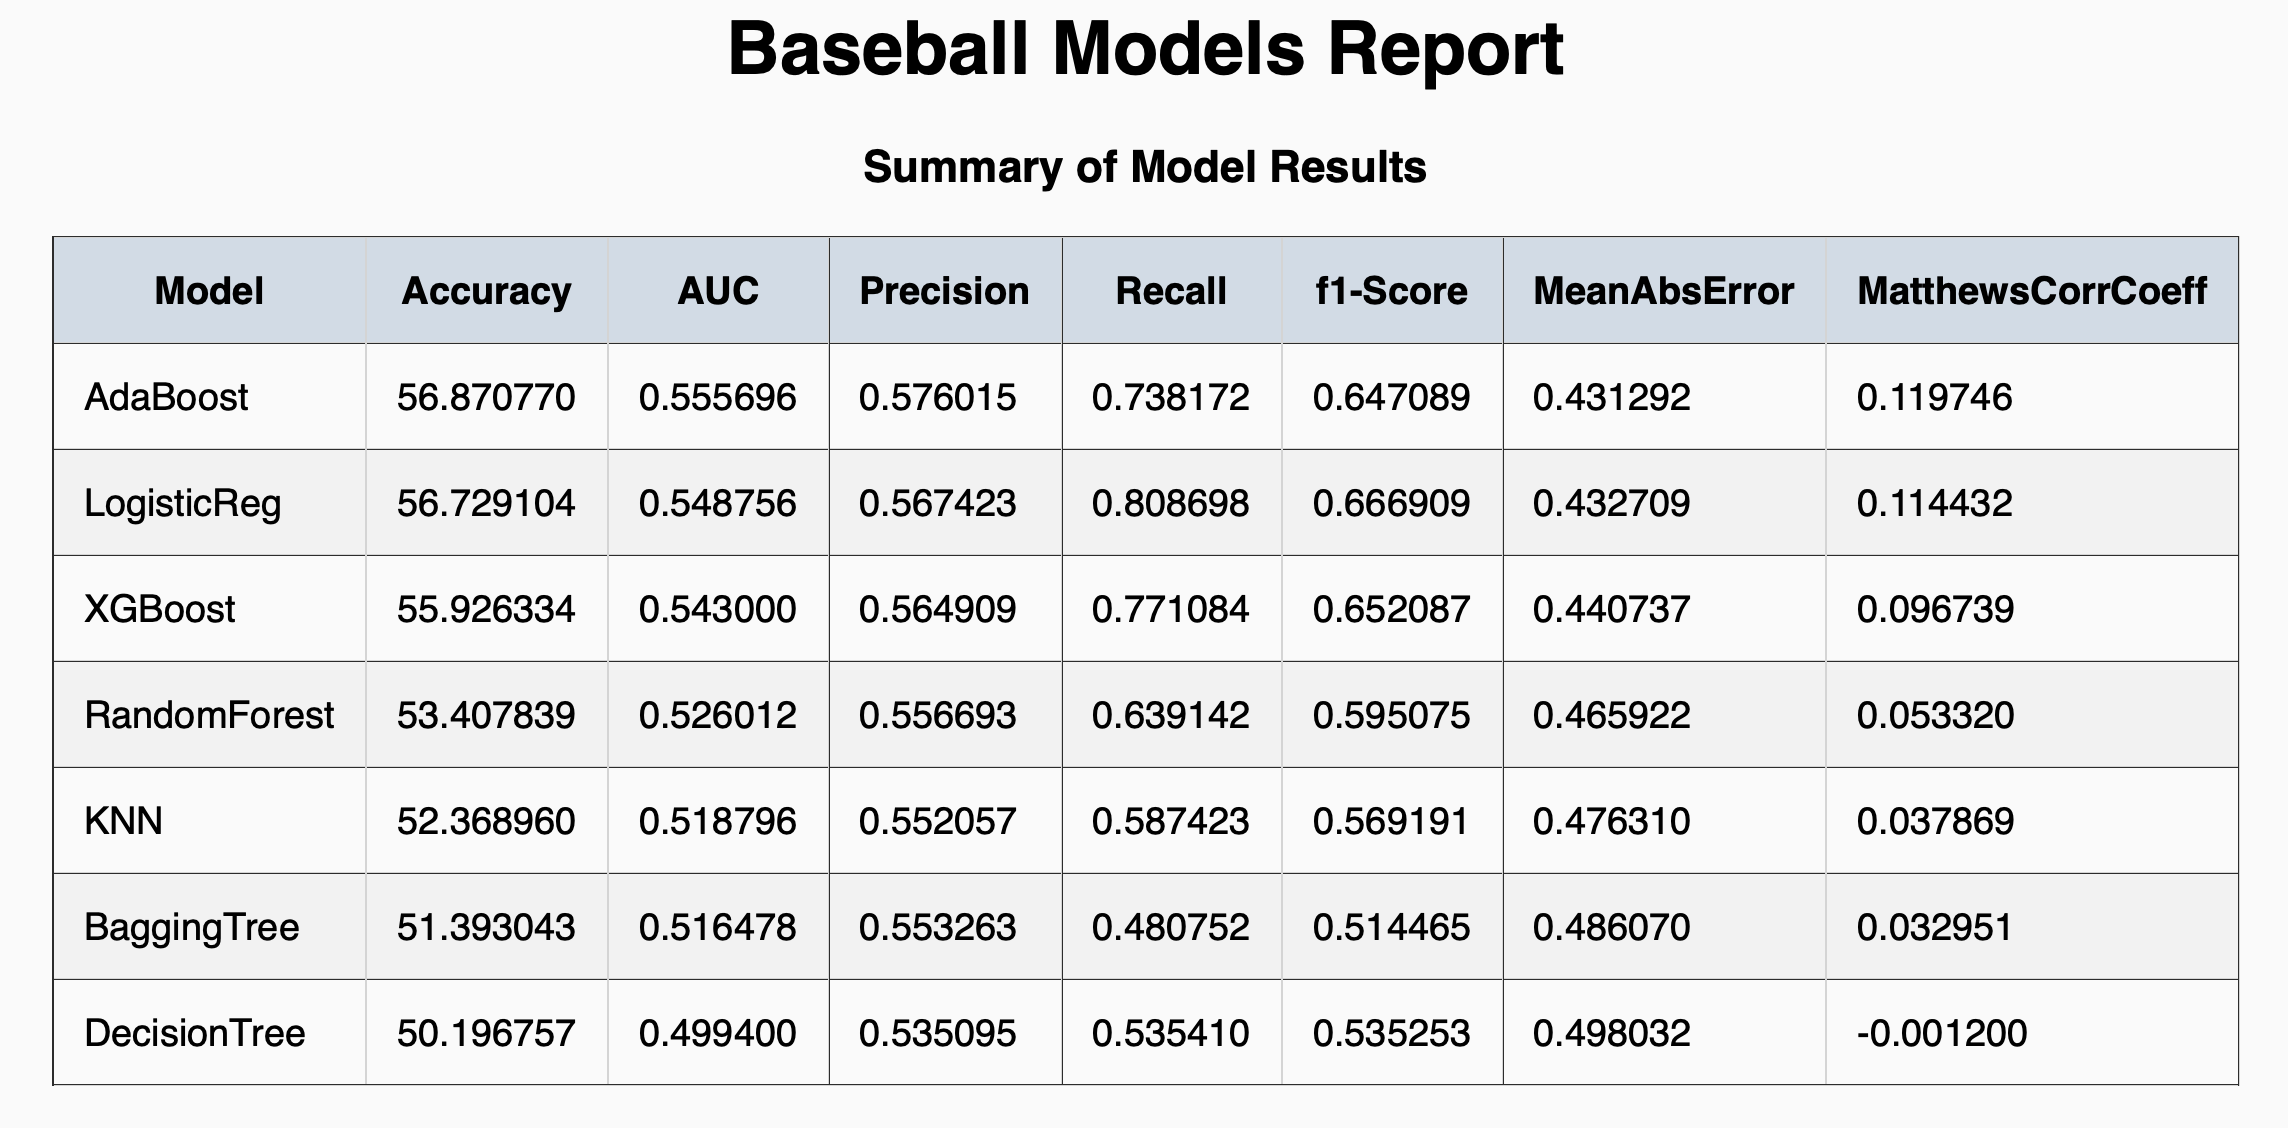 Baseball Models Report
Summary of Model Results
Model Accuracy AUC Precision Recall f1-Score MeanAbsError MatthewsCorrCoeff
AdaBoost 56.870770 0.555696 0.576015 0.738172 0.647089 0.431292 0.119746
LogisticReg 56.729104 0.548756 0.567423 0.808698 0.666909 0.432709 0.114432
XGBoost 55.926334 0.543000 0.564909 0.771084 0.652087 0.440737 0.096739
RandomForest 53.407839 0.526012 0.556693 0.639142 0.595075 0.465922 0.053320
KNN 52.368960 0.518796 0.552057 0.587423 0.569191 0.476310 0.037869
BaggingTree 51.393043 0.516478 0.553263 0.480752 0.514465 0.486070 0.032951
DecisionTree 50.196757 0.499400 0.535095 0.535410 0.535253 0.498032 -0.001200